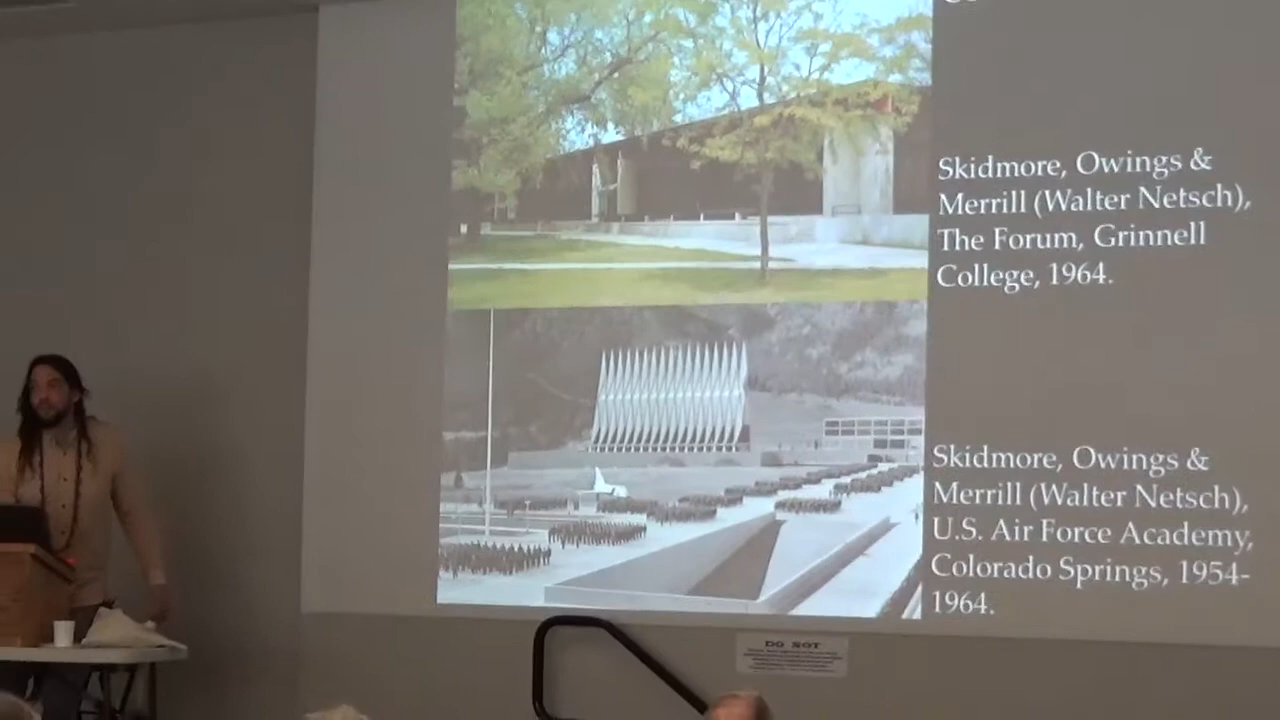 Skidmore, Owings &
Merrill (Walter Netsch),
The Forum, Grinnell
College, 1964.
Skidmore, Owings &
Merrill (Walter Netsch),
U.S. Air Force Academy,
Colorado Springs, 1954-
1964.
DO NOT